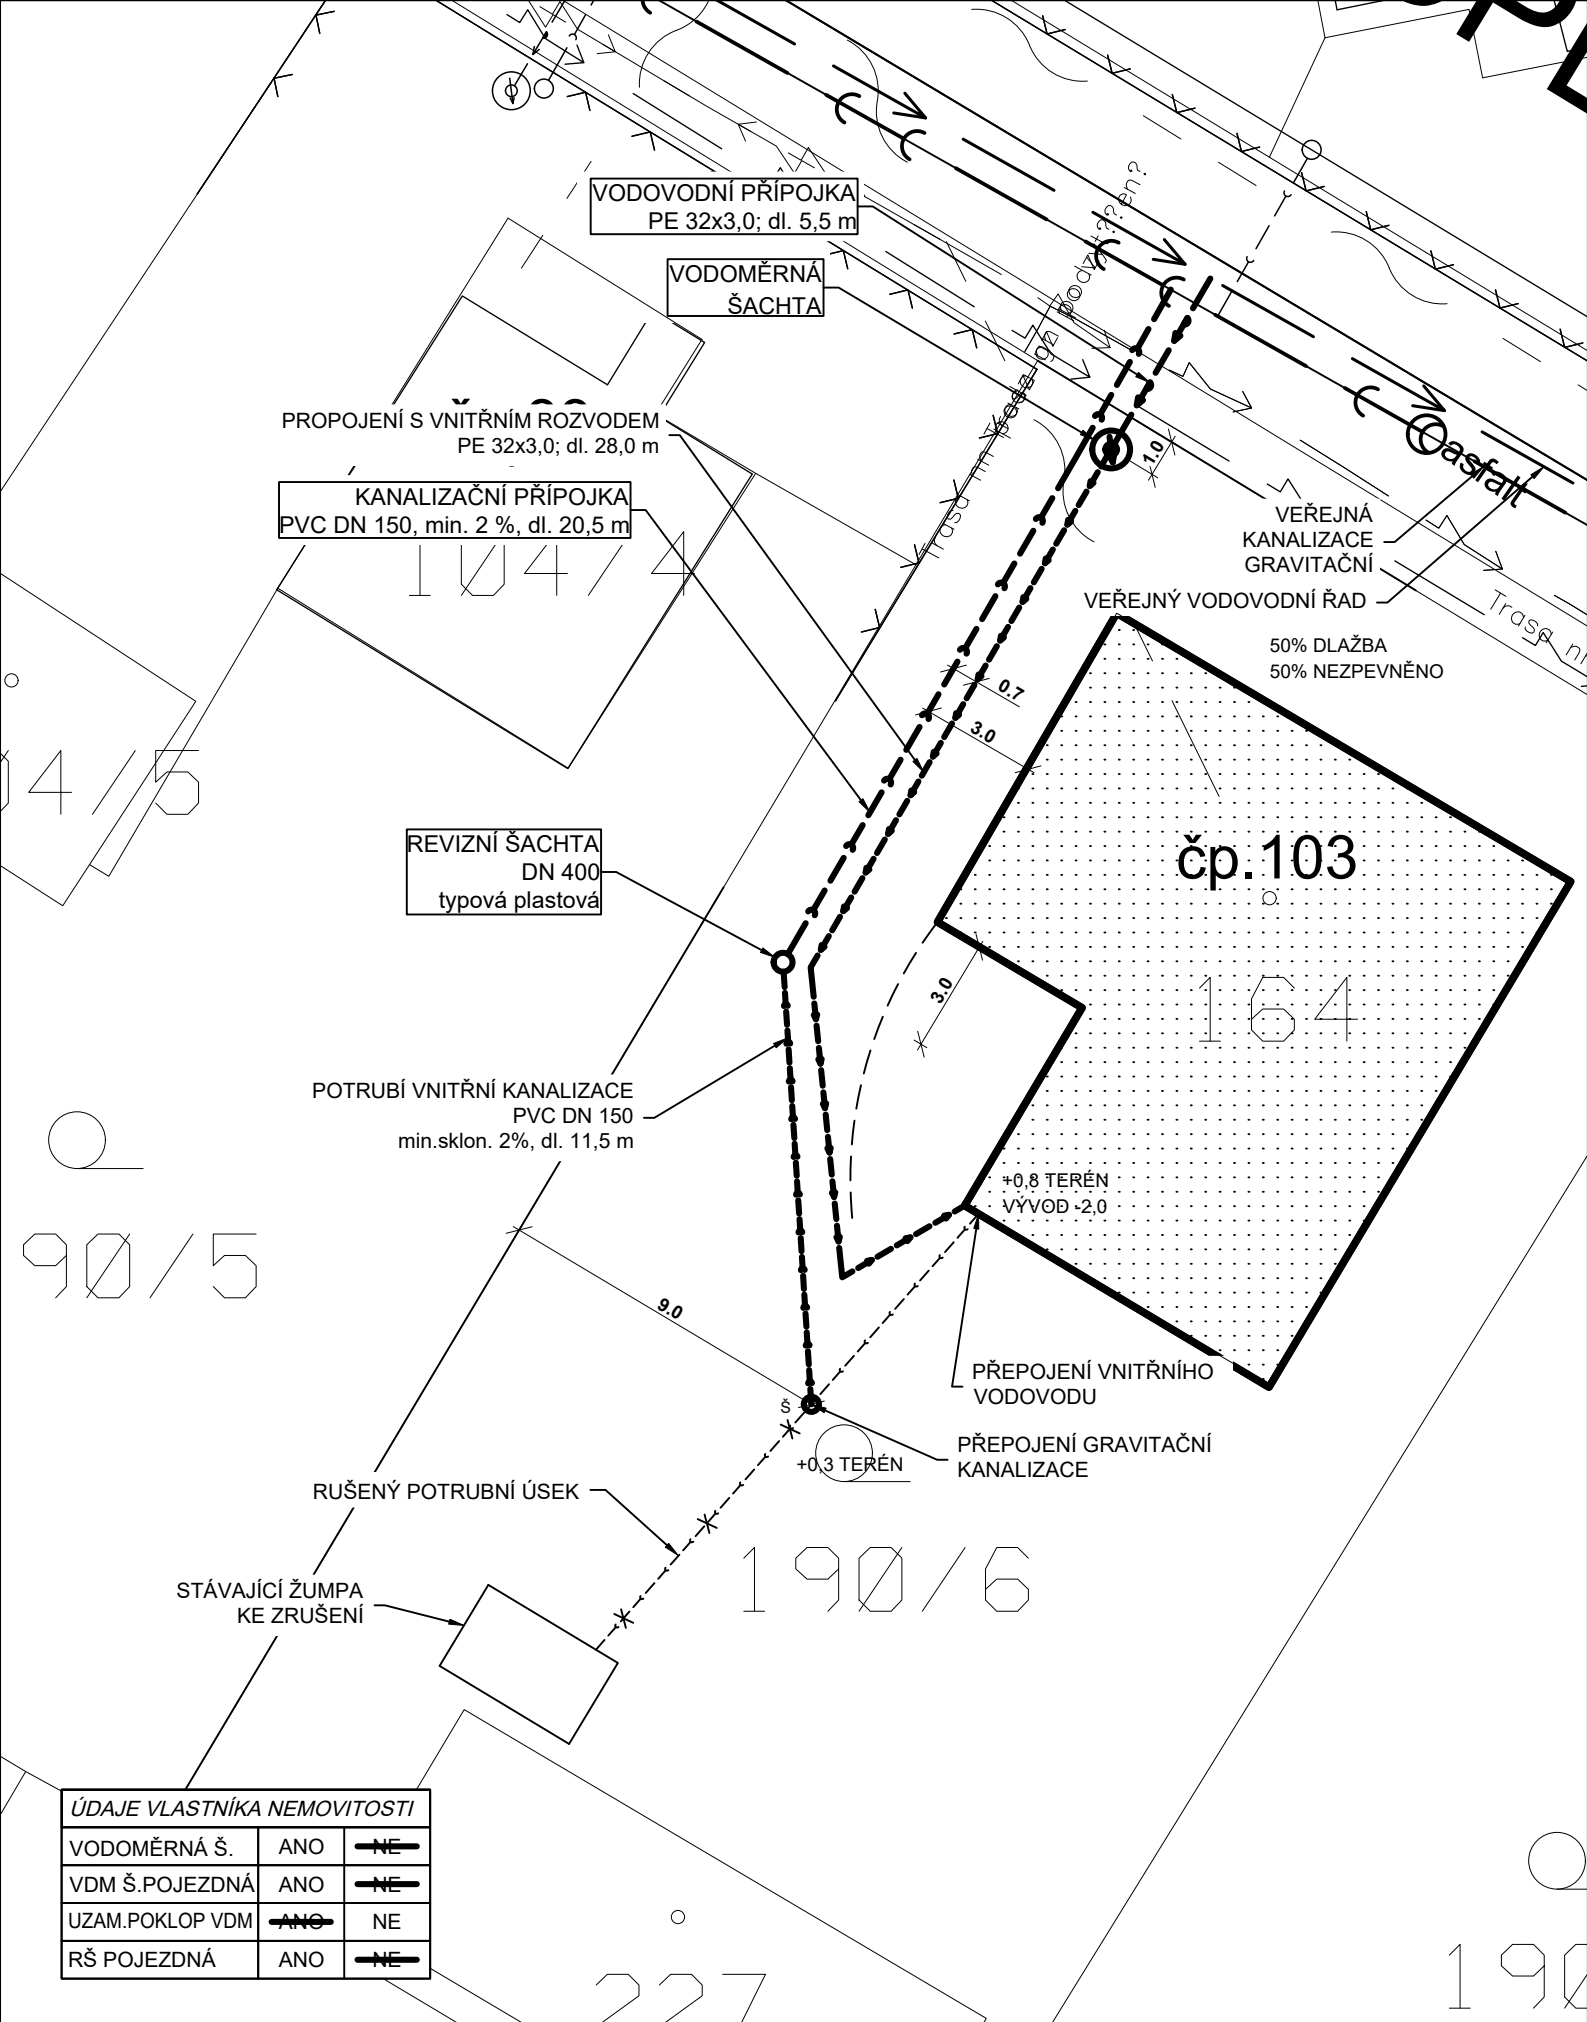 VODOVODNÍ PŘÍPOJKA
PE 32x3,0; dl. 5,5 m
VODOMĚRNÁ
ŠACHTA
PROPOJENÍ S VNITŘNÍM ROZVODEM
PE 32x3,0; dl. 28,0 m
KANALIZAČNÍ PŘÍPOJKA
PVC DN 150, min. 2 %, dl. 20,5 m
104/4
Trasa nn
1.0
asfalt
VEŘEJNÁ
KANALIZACE
GRAVITAČNÍ
VEŘEJNÝ VODOVODNÍ ŘAD
Trasa
50% DLAŽBA
50% NEZPEVNĚNO
0.7
3.0
REVIZNÍ ŠACHTA
DN 400
typová plastová
čp.103
164
3.0
POTRUBÍ VNITŘNÍ KANALIZACE
PVC DN 150
min.sklon. 2%, dl. 11,5 m
90/5
+0,8 TERÉN
VÝVOD -2,0
9.0
PŘEPOJENÍ VNITŘNÍHO
VODOVODU
Š
+0,3 TERÉN
PŘEPOJENÍ GRAVITAČNÍ
KANALIZACE
RUŠENÝ POTRUBNÍ ÚSEK
190/6
STÁVAJÍCÍ ŽUMPA
KE ZRUŠENÍ
ÚDAJE VLASTNÍKA NEMOVITOSTI
VODOMĚRNÁ Š. ANO NE
VDM Š.POJEZDNÁ ANO NE
UZAM.POKLOP VDM ANO NE
RŠ POJEZDNÁ ANO NE
227
190